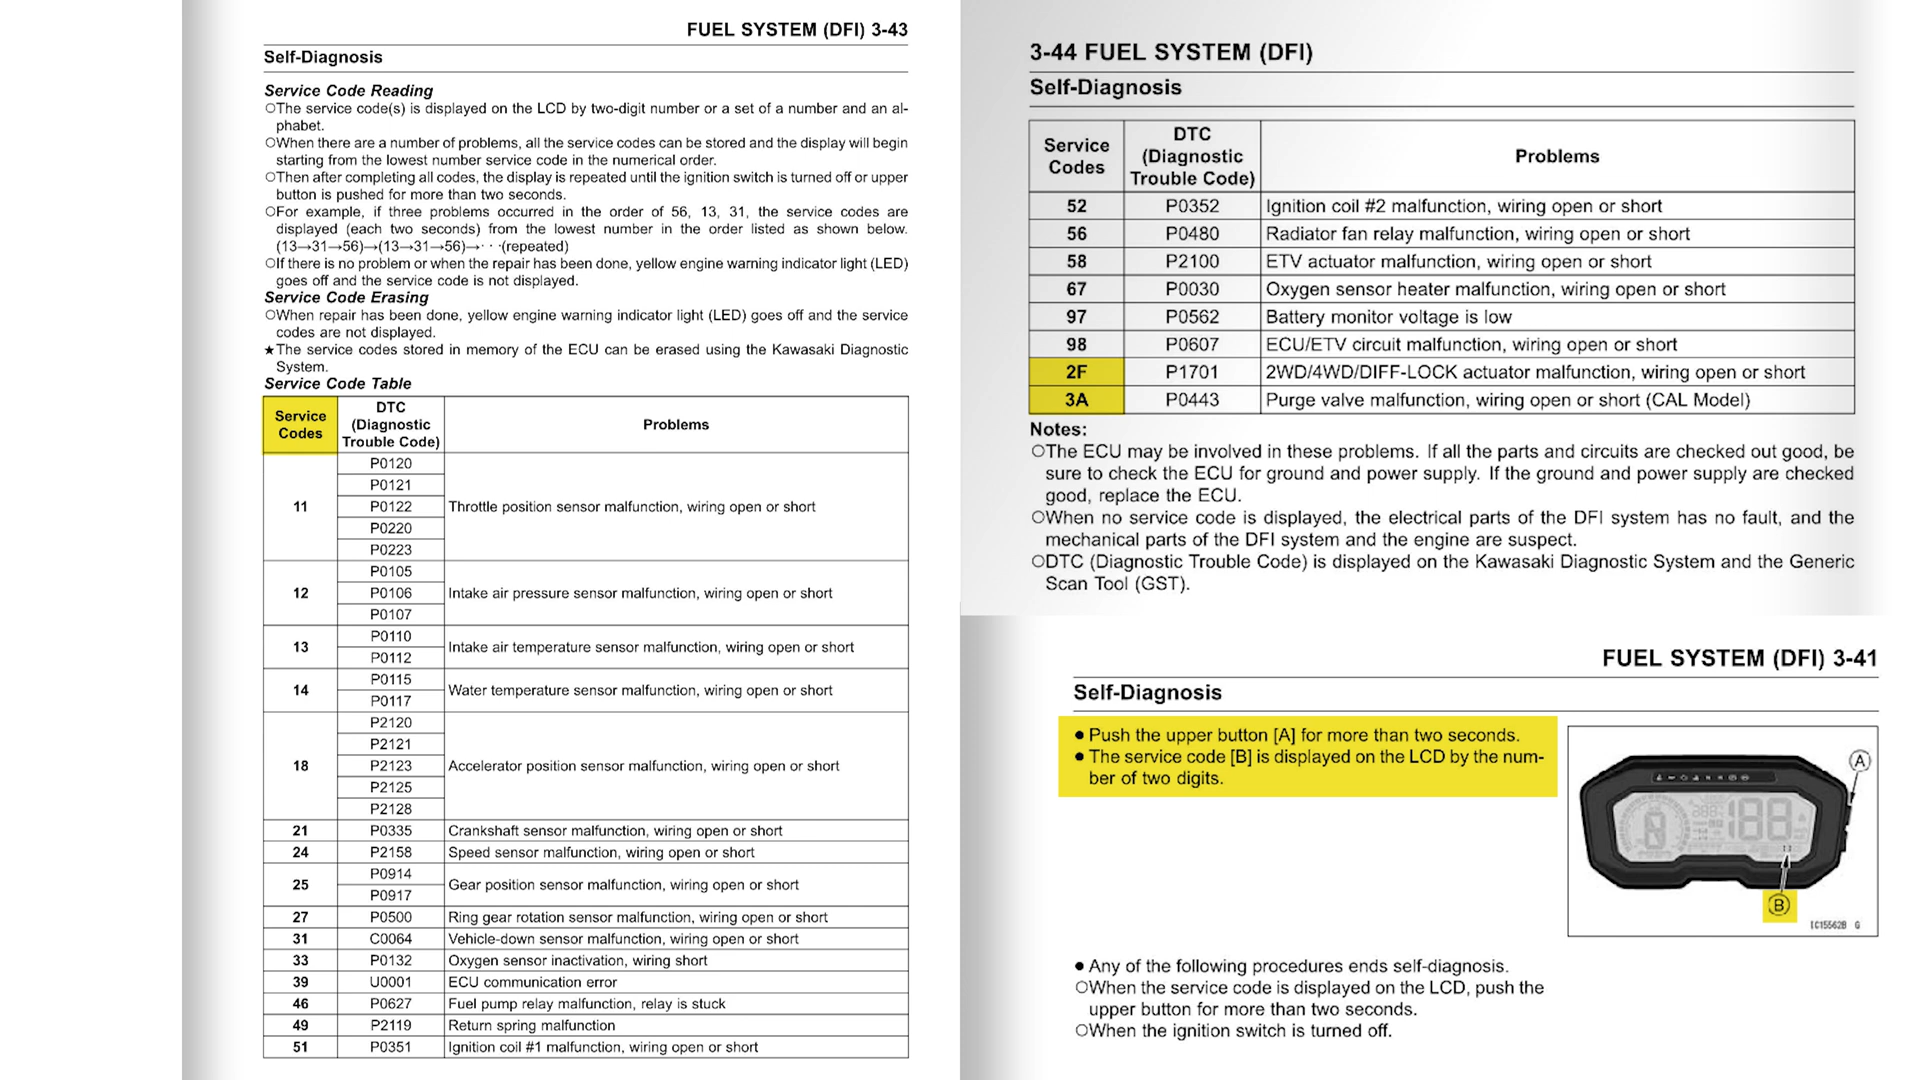 FUEL SYSTEM (DFI) 3-43
Self-Diagnosis
Service Code Reading
○The service code(s) is displayed on the LCD by two-digit number or a set of a number and an al-
phabet.
○When there are a number of problems, all the service codes can be stored and the display will begin
starting from the lowest number service code in the numerical order.
○Then after completing all codes, the display is repeated until the ignition switch is turned off or upper
button is pushed for more than two seconds.
○For example, if three problems occurred in the order of 56, 13, 31, the service codes are
displayed (each two seconds) from the lowest number in the order listed as shown below.
(13→31→56)→(13→31→56)→· · ·(repeated)
○If there is no problem or when the repair has been done, yellow engine warning indicator light (LED)
goes off and the service code is not displayed.
Service Code Erasing
○When repair has been done, yellow engine warning indicator light (LED) goes off and the service
codes are not displayed.
★The service codes stored in memory of the ECU can be erased using the Kawasaki Diagnostic
System.
Service Code Table
Service Codes DTC (Diagnostic Trouble Code) Problems
11 P0120 Throttle position sensor malfunction, wiring open or short
P0121
P0122
P0220
P0223
12 P0105 Intake air pressure sensor malfunction, wiring open or short
P0106
P0107
13 P0110 Intake air temperature sensor malfunction, wiring open or short
P0112
14 P0115 Water temperature sensor malfunction, wiring open or short
P0117
18 P2120 Accelerator position sensor malfunction, wiring open or short
P2121
P2123
P2125
P2128
21 P0335 Crankshaft sensor malfunction, wiring open or short
24 P2158 Speed sensor malfunction, wiring open or short
25 P0914 Gear position sensor malfunction, wiring open or short
P0917
27 P0500 Ring gear rotation sensor malfunction, wiring open or short
31 C0064 Vehicle-down sensor malfunction, wiring open or short
33 P0132 Oxygen sensor inactivation, wiring short
39 U0001 ECU communication error
46 P0627 Fuel pump relay malfunction, relay is stuck
49 P2119 Return spring malfunction
51 P0351 Ignition coil #1 malfunction, wiring open or short
3-44 FUEL SYSTEM (DFI)
Self-Diagnosis
Service Codes DTC (Diagnostic Trouble Code) Problems
52 P0352 Ignition coil #2 malfunction, wiring open or short
56 P0480 Radiator fan relay malfunction, wiring open or short
58 P2100 ETV actuator malfunction, wiring open or short
67 P0030 Oxygen sensor heater malfunction, wiring open or short
97 P0562 Battery monitor voltage is low
98 P0607 ECU/ETV circuit malfunction, wiring open or short
2F P1701 2WD/4WD/DIFF-LOCK actuator malfunction, wiring open or short
3A P0443 Purge valve malfunction, wiring open or short (CAL Model)
Notes:
○The ECU may be involved in these problems. If all the parts and circuits are checked out good, be
sure to check the ECU for ground and power supply. If the ground and power supply are checked
good, replace the ECU.
○When no service code is displayed, the electrical parts of the DFI system has no fault, and the
mechanical parts of the DFI system and the engine are suspect.
○DTC (Diagnostic Trouble Code) is displayed on the Kawasaki Diagnostic System and the Generic
Scan Tool (GST).
FUEL SYSTEM (DFI) 3-41
Self-Diagnosis
● Push the upper button [A] for more than two seconds.
● The service code [B] is displayed on the LCD by the num-
ber of two digits.
A
B
IC15562B G
● Any of the following procedures ends self-diagnosis.
○When the service code is displayed on the LCD, push the
upper button for more than two seconds.
○When the ignition switch is turned off.